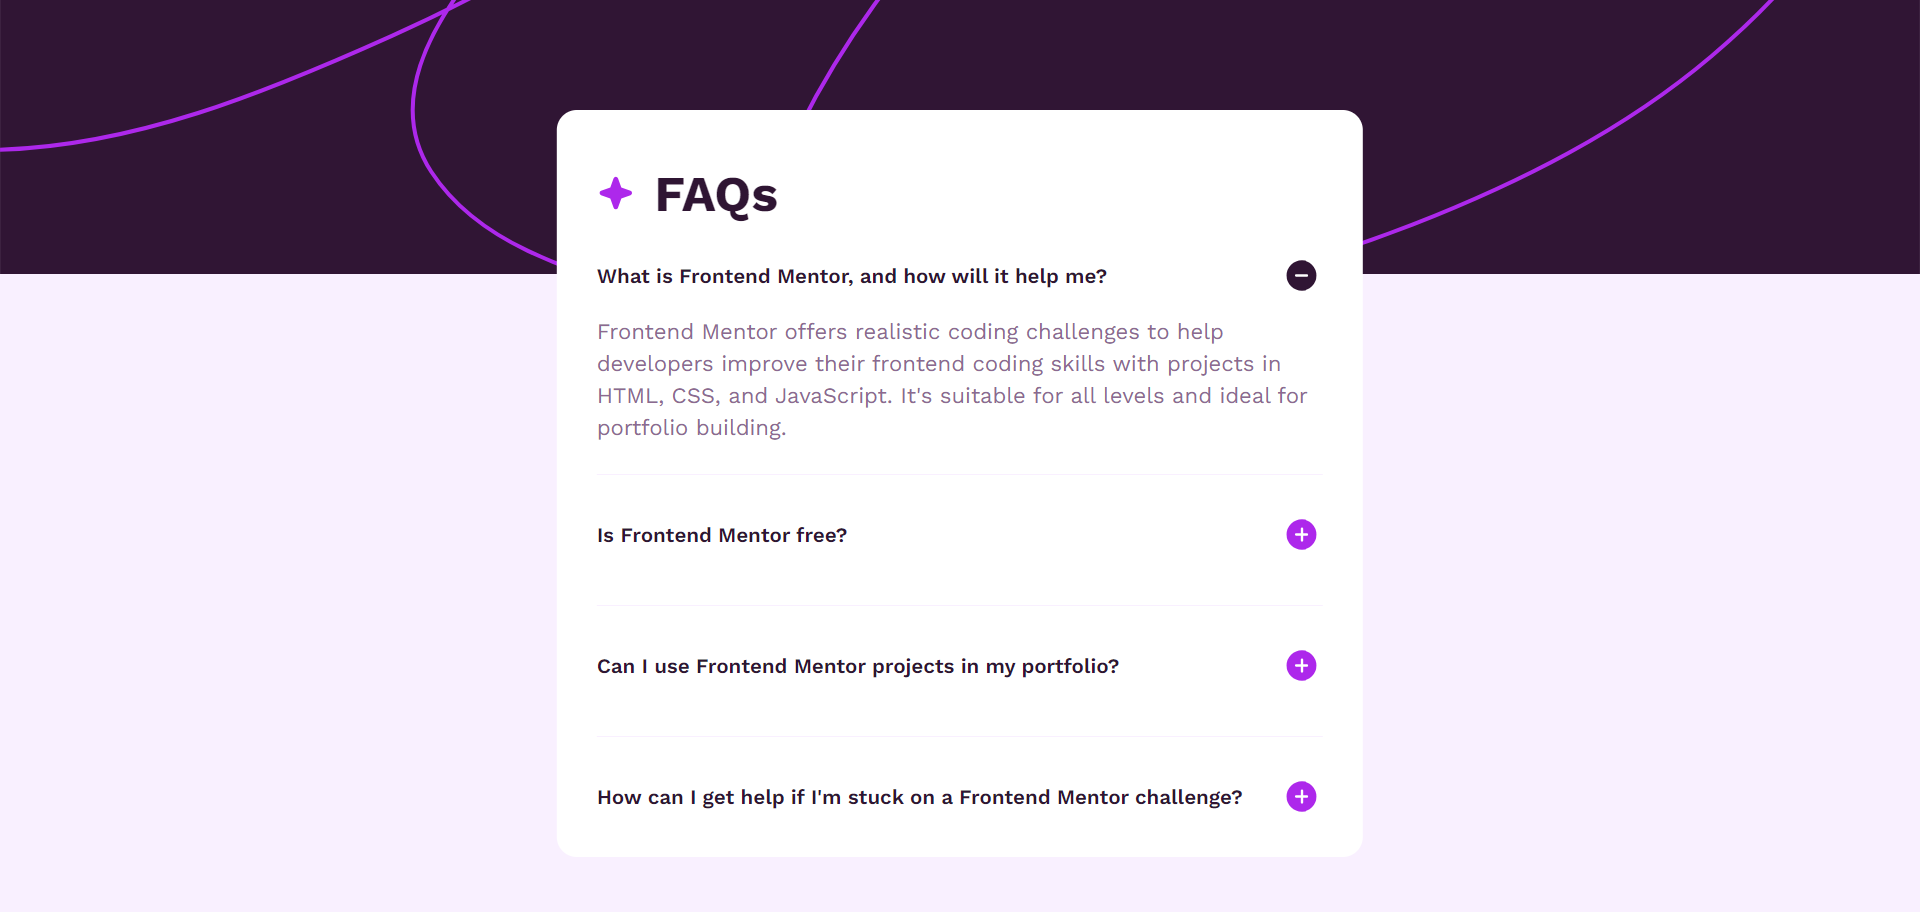 FAQs
What is Frontend Mentor, and how will it help me?
Frontend Mentor offers realistic coding challenges to help
developers improve their frontend coding skills with projects in
HTML, CSS, and JavaScript. It's suitable for all levels and ideal for
portfolio building.
Is Frontend Mentor free?
Can I use Frontend Mentor projects in my portfolio?
How can I get help if I'm stuck on a Frontend Mentor challenge?